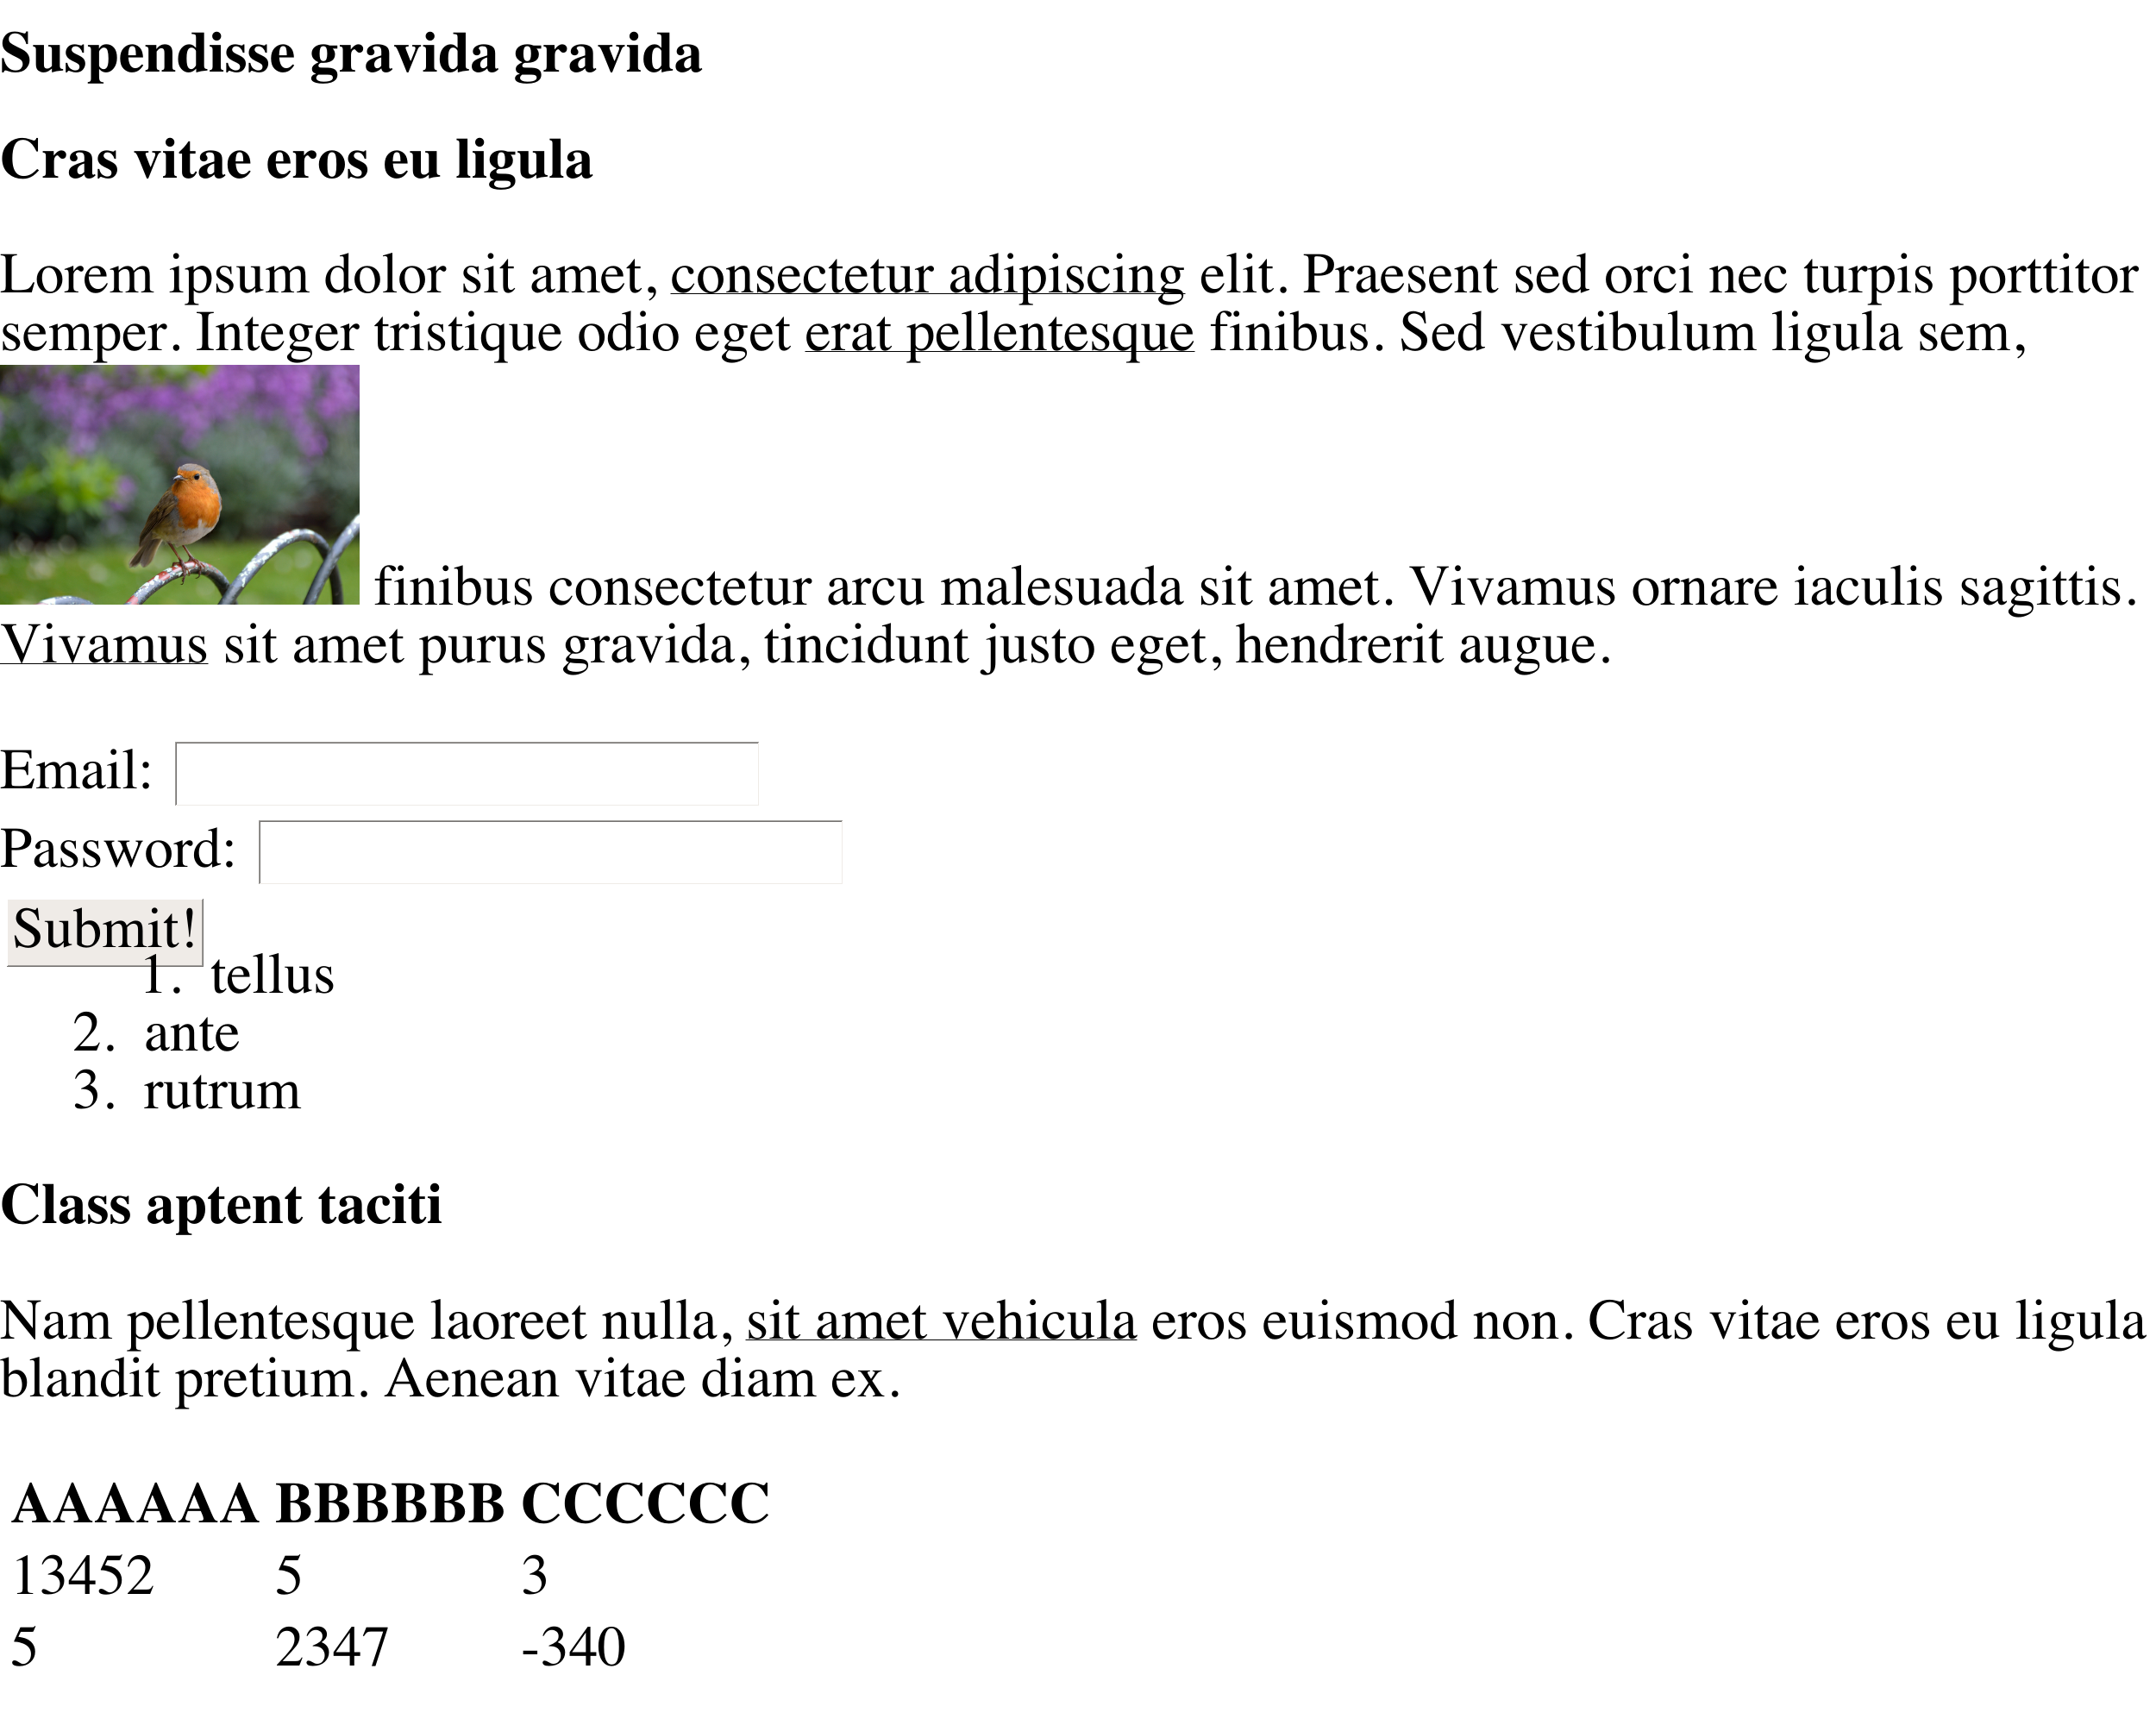 Suspendisse gravida gravida
Cras vitae eros eu ligula
Lorem ipsum dolor sit amet, consectetur adipiscing elit. Praesent sed orci nec turpis porttitor
semper. Integer tristique odio eget erat pellentesque finibus. Sed vestibulum ligula sem,
finibus consectetur arcu malesuada sit amet. Vivamus ornare iaculis sagittis.
Vivamus sit amet purus gravida, tincidunt justo eget, hendrerit augue.
Email:
Password:
Submit!
1. tellus
2. ante
3. rutrum
Class aptent taciti
Nam pellentesque laoreet nulla, sit amet vehicula eros euismod non. Cras vitae eros eu ligula
blandit pretium. Aenean vitae diam ex.
AAAAAA BBBBBB CCCCCC
13452 5 3
5 2347 -340